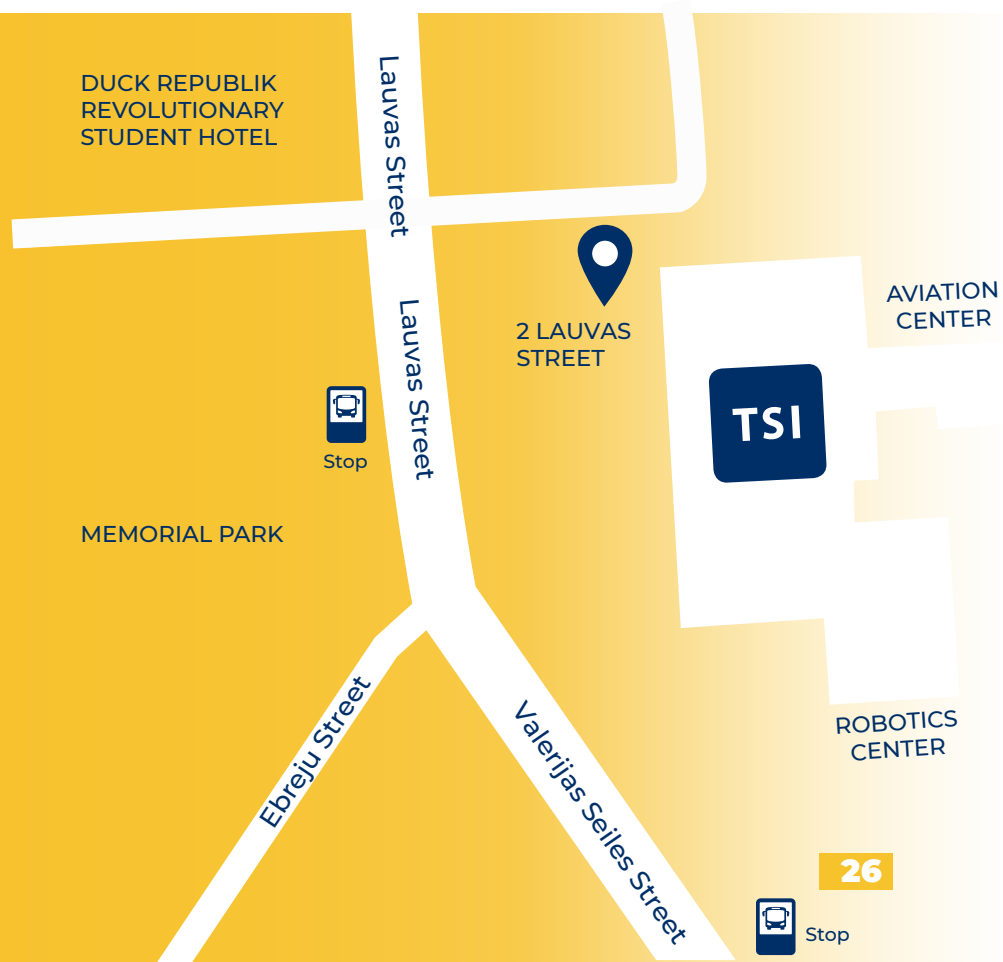 DUCK REPUBLIK
REVOLUTIONARY
STUDENT HOTEL
Lauvas Street
AVIATION
CENTER
2 LAUVAS
STREET
Lauvas Street
TSI
Stop
MEMORIAL PARK
Ebreju Street
Valerijas Seiles Street
ROBOTICS
CENTER
26
Stop